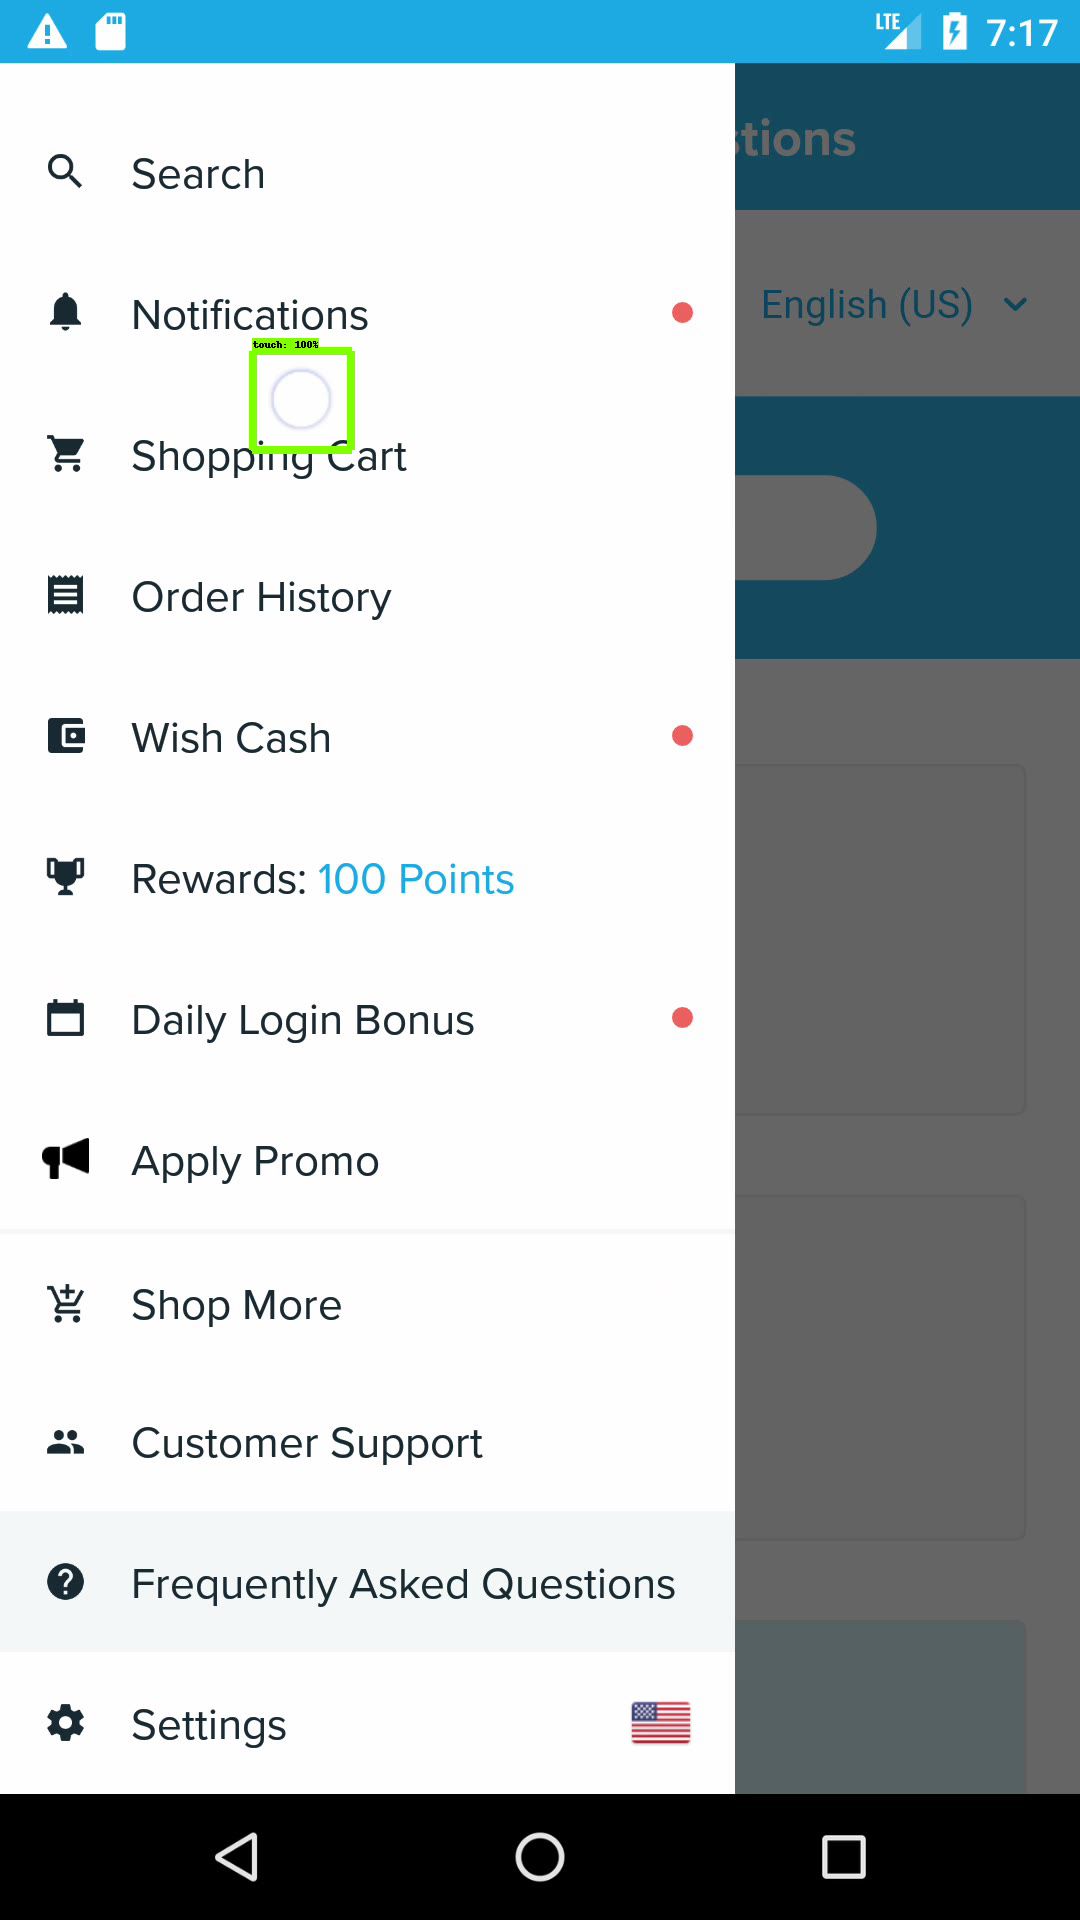 LTE 7:17
stions
Search
English (US)
Notifications
touch: 100%
Shopping Cart
Order History
Wish Cash
Rewards: 100 Points
Daily Login Bonus
Apply Promo
Shop More
Customer Support
Frequently Asked Questions
Settings